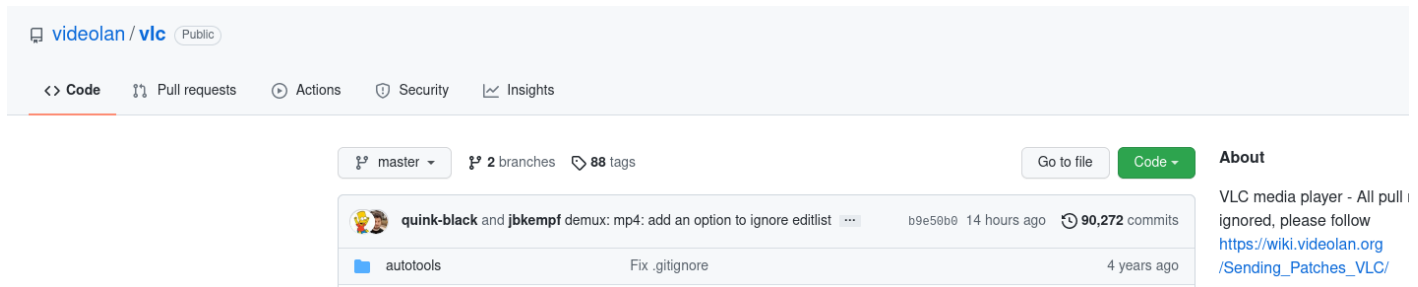 videolan / vlc Public
Code Pull requests Actions Security Insights
master 2 branches 88 tags Go to file Code
quink-black and jbkempf demux: mp4: add an option to ignore editlist ... b9e50b0 14 hours ago 90,272 commits
autotools Fix .gitignore 4 years ago
About
VLC media player - All pull
ignored, please follow
https://wiki.videolan.org
/Sending_Patches_VLC/